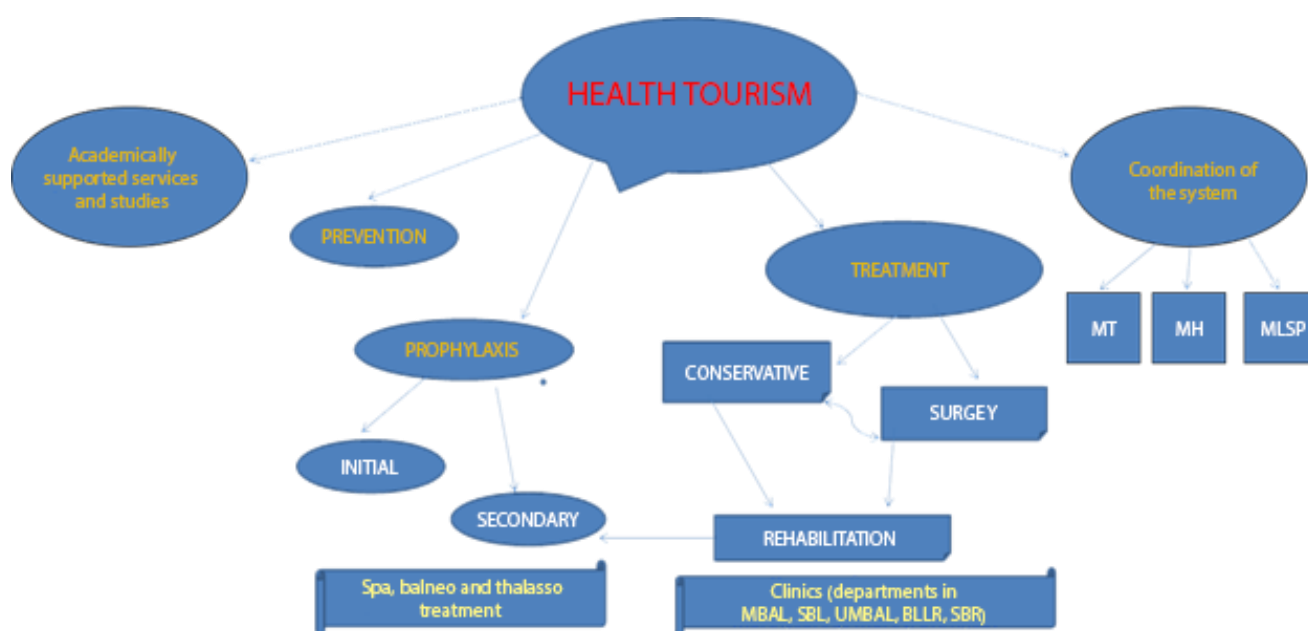 HEALTH TOURISM
Academically
supported services
and studies
Coordination of
the system
PREVENTION
TREATMENT
MT
MH
MLSP
PROPHYLAXIS
CONSERVATIVE
SURGEY
INITIAL
SECONDARY
REHABILITATION
Spa, balneo and thalasso
treatment
Clinics (departments in
MBAL, SBL, UMBAL, BLLR, SBR)